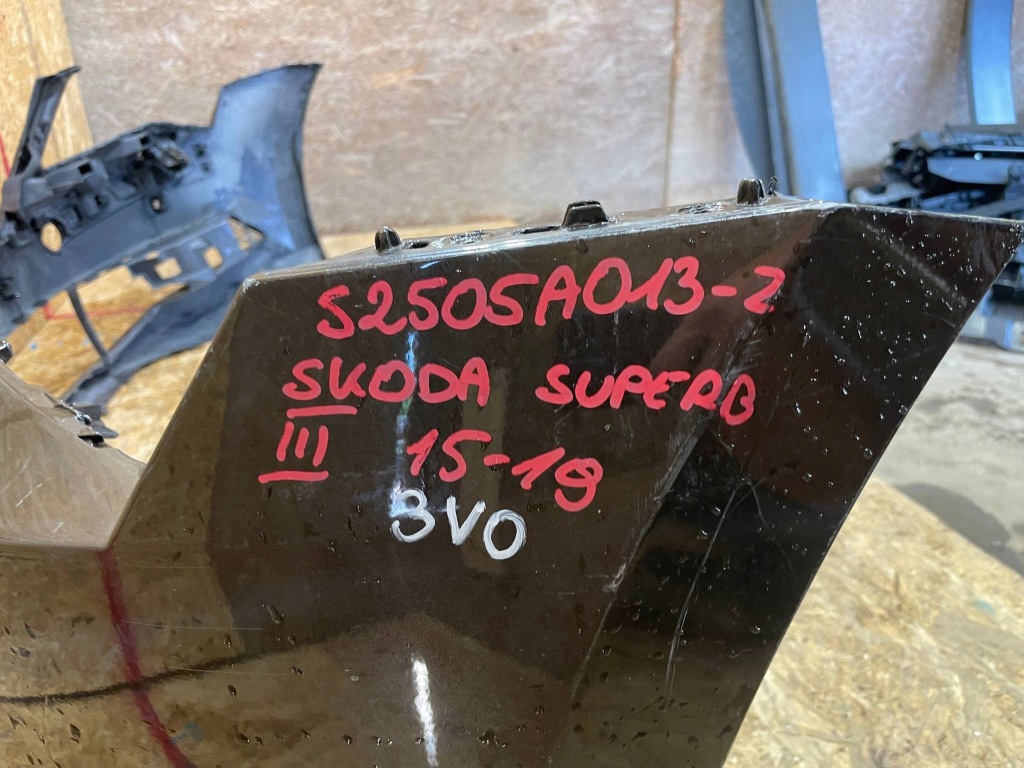 S2505A013-2
SKODA SUPERB
III 15-19
3V0